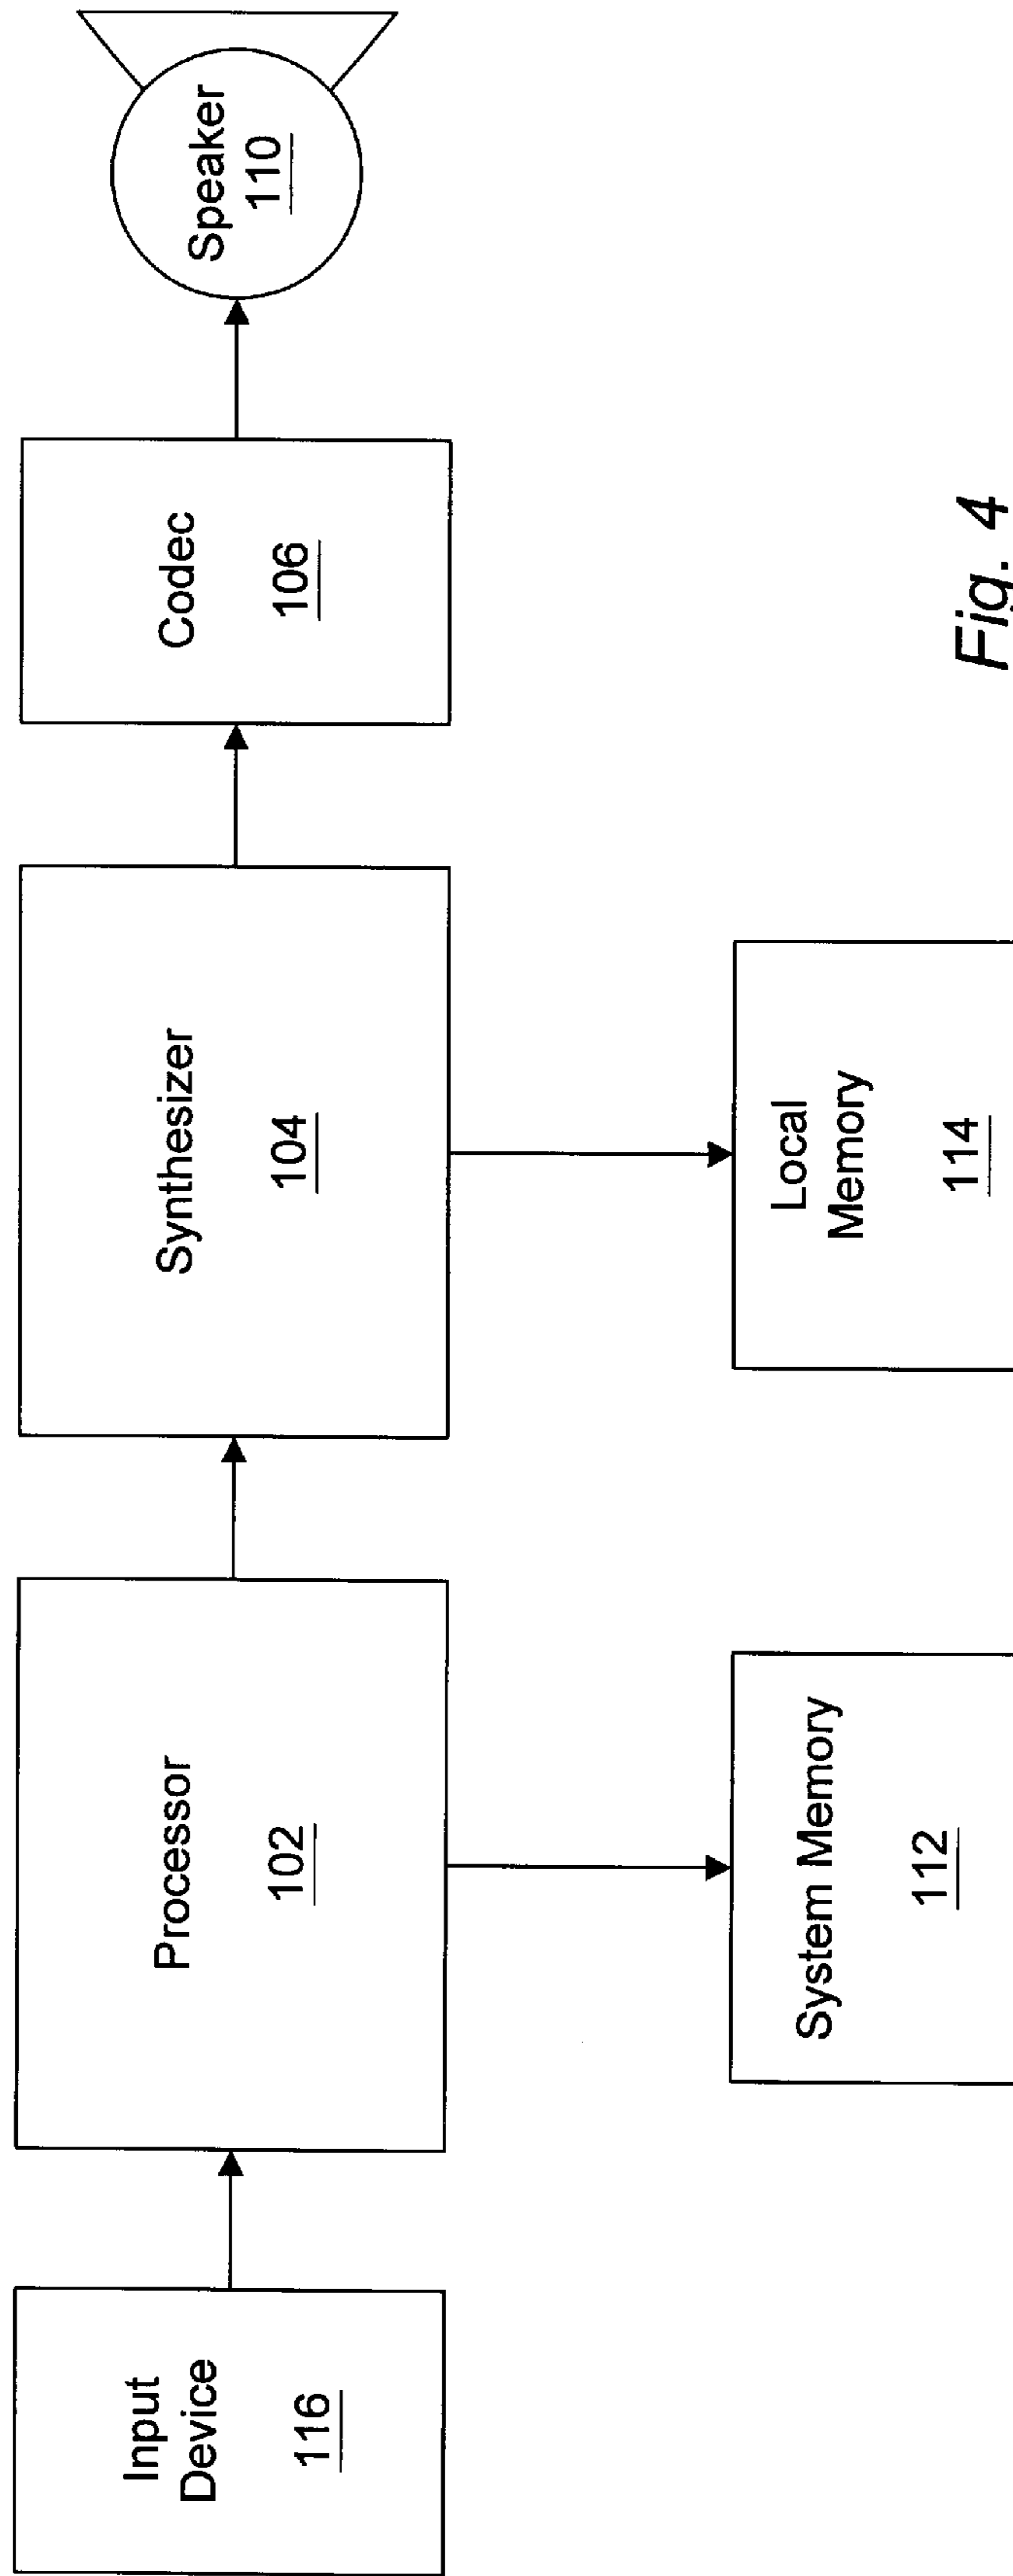 Input
Device
116
Processor
102
Synthesizer
104
Codec
106
Speaker
110
System Memory
112
Local
Memory
114
Fig. 4